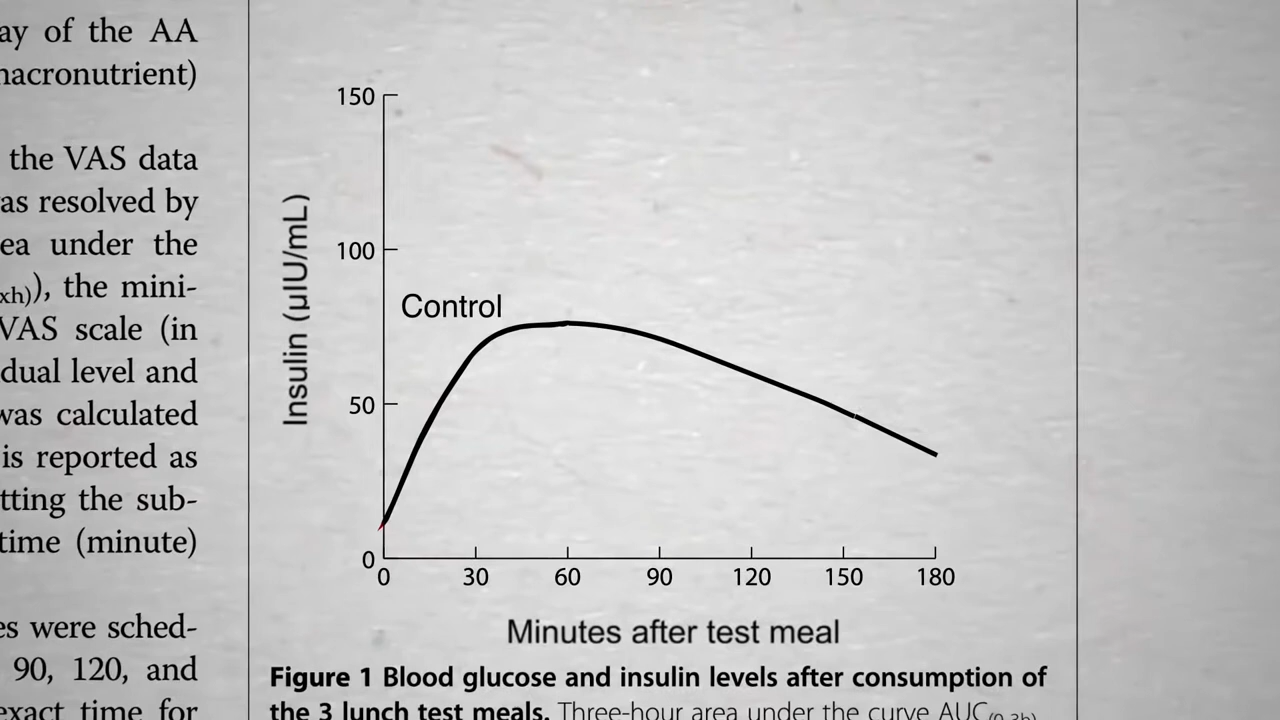 ay of the AA
nacronutrient)
the VAS data
as resolved by
ea under the
xh)), the mini-
VAS scale (in
dual level and
was calculated
is reported as
tting the sub-
time (minute)
es were sched-
90, 120, and
exact time for
150
100
50
0
Insulin (µIU/mL)
Control
0 30 60 90 120 150 180
Minutes after test meal
Figure 1 Blood glucose and insulin levels after consumption of
the 3 lunch test meals. Three-hour area under the curve AUC(0-3h)